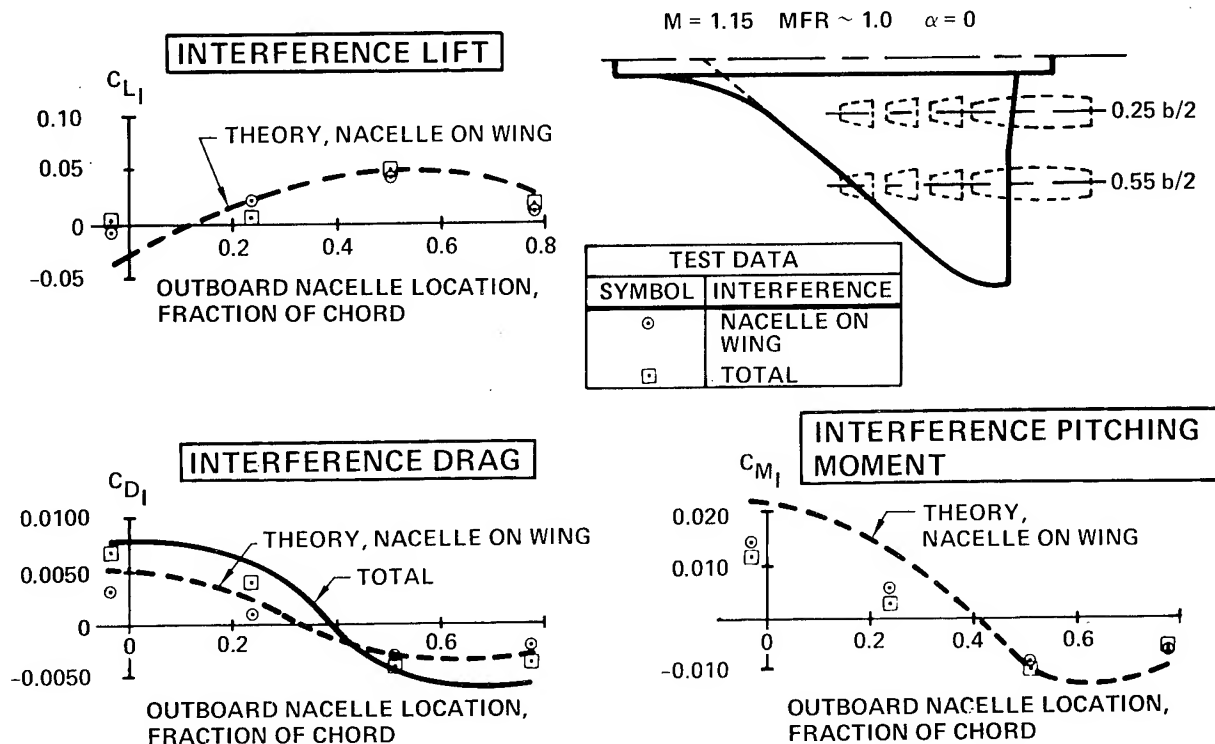 M = 1.15 MFR ~ 1.0 α = 0
INTERFERENCE LIFT
CLI
0.10
0.05
0
-0.05
THEORY, NACELLE ON WING
0.2
0.4
0.6
0.8
OUTBOARD NACELLE LOCATION,
FRACTION OF CHORD
0.25 b/2
0.55 b/2
TEST DATA
SYMBOL INTERFERENCE
NACELLE ON
WING
TOTAL
INTERFERENCE DRAG
CDI
0.0100
0.0050
0
-0.0050
THEORY, NACELLE ON WING
TOTAL
0
0.2
0.4
0.6
OUTBOARD NACELLE LOCATION,
FRACTION OF CHORD
INTERFERENCE PITCHING
MOMENT
CMI
0.020
0.010
-0.010
THEORY,
NACELLE ON WING
0
0.2
0.4
0.6
0.8
OUTBOARD NACELLE LOCATION,
FRACTION OF CHORD